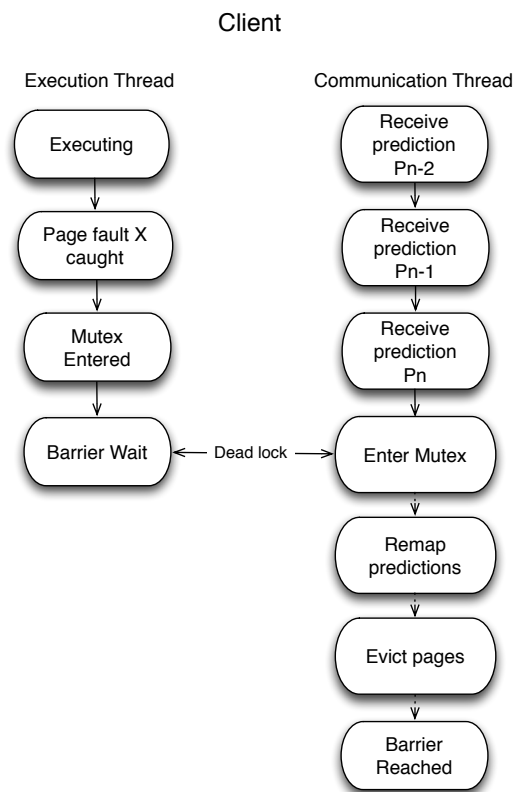 Client
Execution Thread
Communication Thread
Executing
Page fault X
caught
Mutex
Entered
Barrier Wait
Dead lock
Receive
prediction
Pn-2
Receive
prediction
Pn-1
Receive
prediction
Pn
Enter Mutex
Remap
predictions
Evict pages
Barrier
Reached